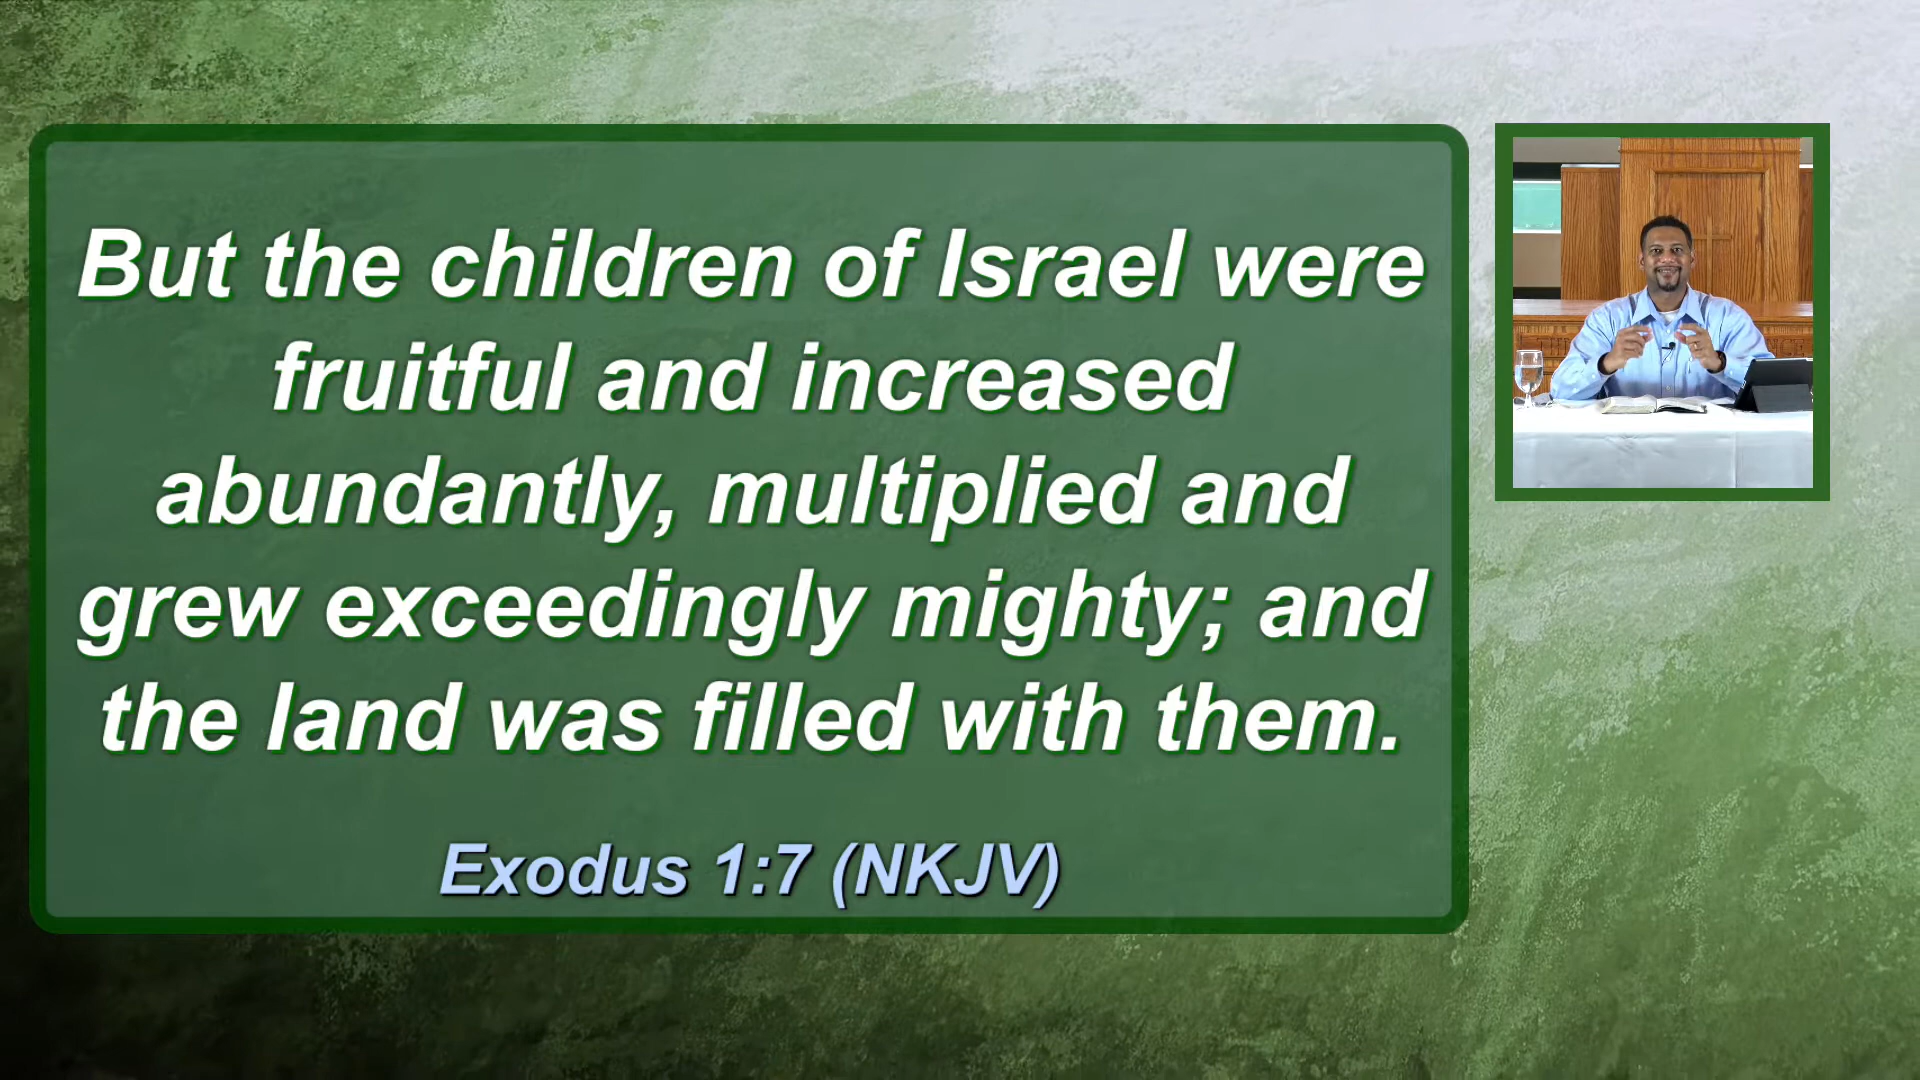 But the children of Israel were
fruitful and increased
abundantly, multiplied and
grew exceedingly mighty; and
the land was filled with them.
Exodus 1:7 (NKJV)